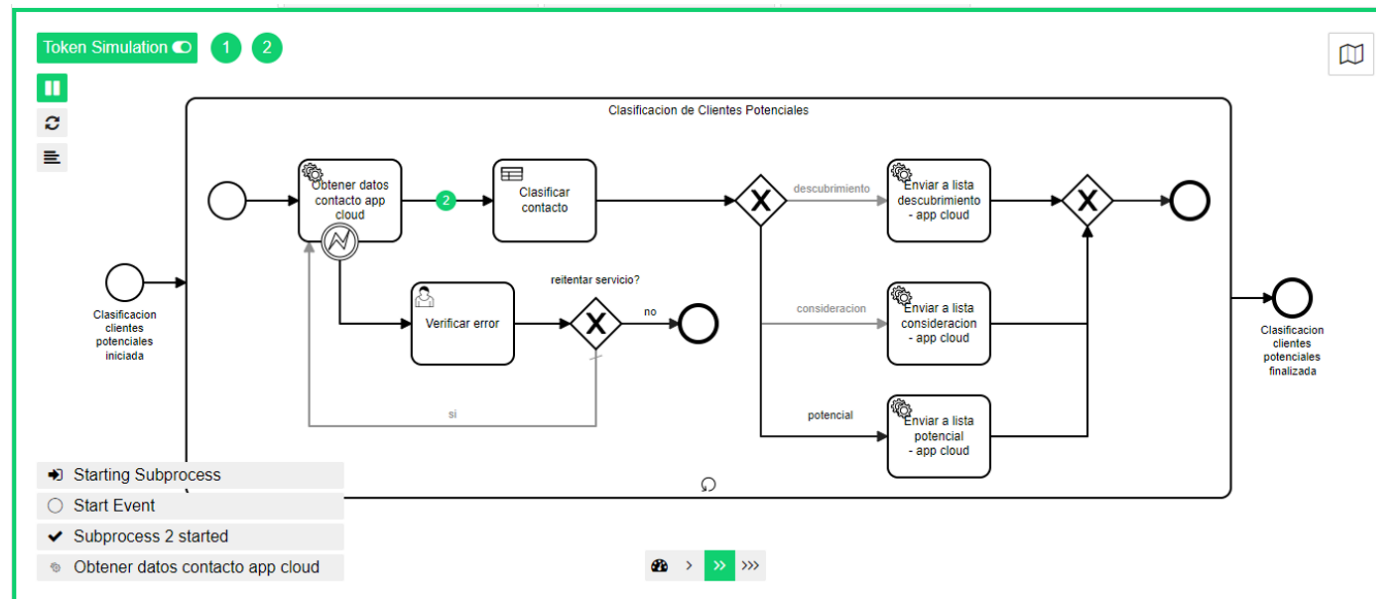 Token Simulation
1
2
Clasificacion de Clientes Potenciales
Obtener datos
contacto app
cloud
2
Clasificar
contacto
X
descubrimiento
Enviar a lista
descubrimiento
- app cloud
X
Clasificacion
clientes
potenciales
iniciada
Verificar error
reitentar servicio?
X
no
si
consideracion
Enviar a lista
consideracion
- app cloud
potencial
Enviar a lista
potencial
- app cloud
Clasificacion
clientes
potenciales
finalizada
Starting Subprocess
Start Event
Subprocess 2 started
Obtener datos contacto app cloud